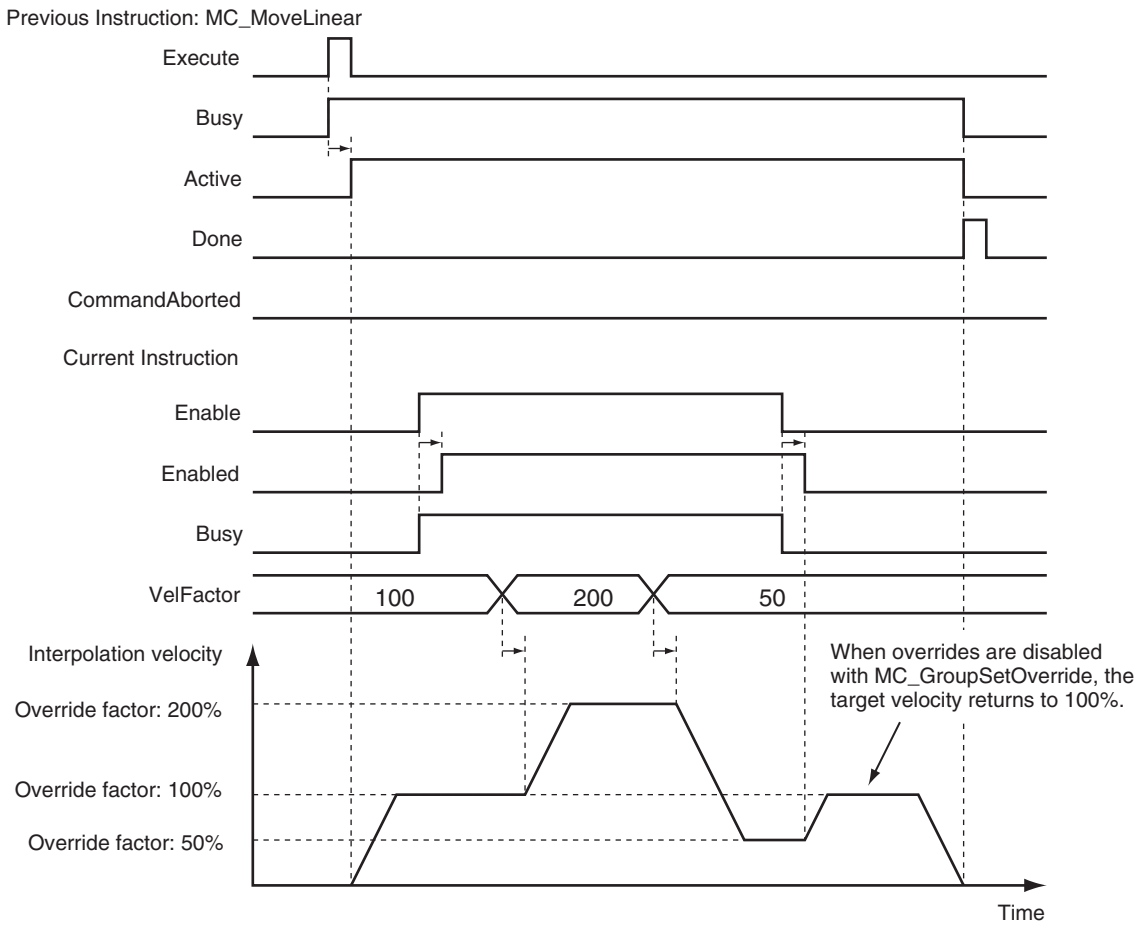 Previous Instruction: MC_MoveLinear
Execute
Busy
Active
Done
CommandAborted
Current Instruction
Enable
Enabled
Busy
VelFactor
100
200
50
Interpolation velocity
When overrides are disabled
with MC_GroupSetOverride, the
target velocity returns to 100%.
Override factor: 200%
Override factor: 100%
Override factor: 50%
Time